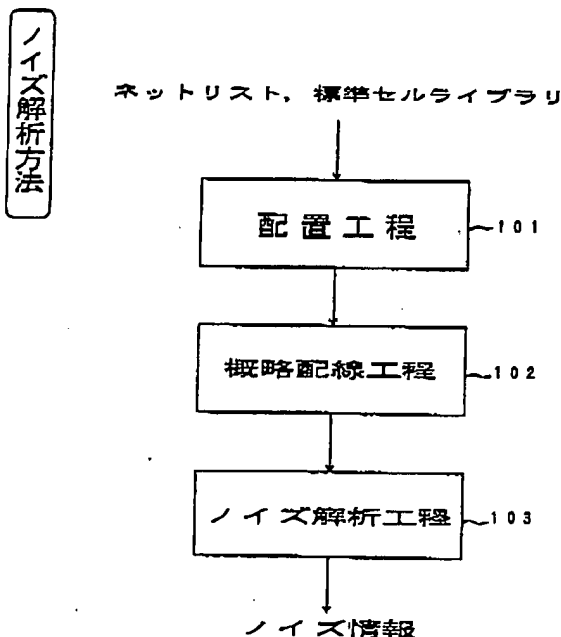 ノイズ解析方法
ネットリスト，標準セルライブラリ
配置工程
101
概略配線工程
102
ノイズ解析工程
103
ノイズ情報